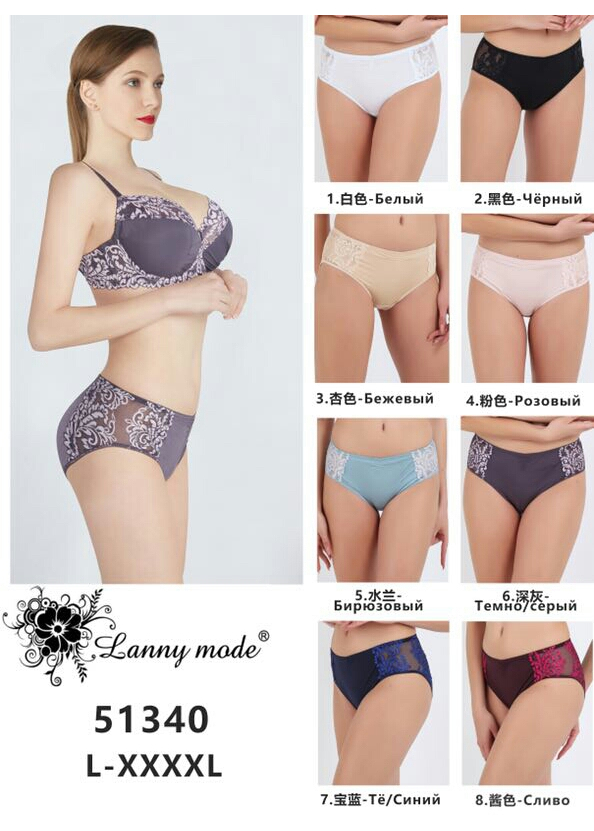 1.白色-Белый
2.黑色-Чёрный
3.杏色-Бежевый
4.粉色-Розовый
5.水兰-
Бирюзовый
6.深灰-
Темно/серый
Lanny mode®
51340
L-XXXXL
7.宝蓝-Тё/Синий
8.酱色-Сливо